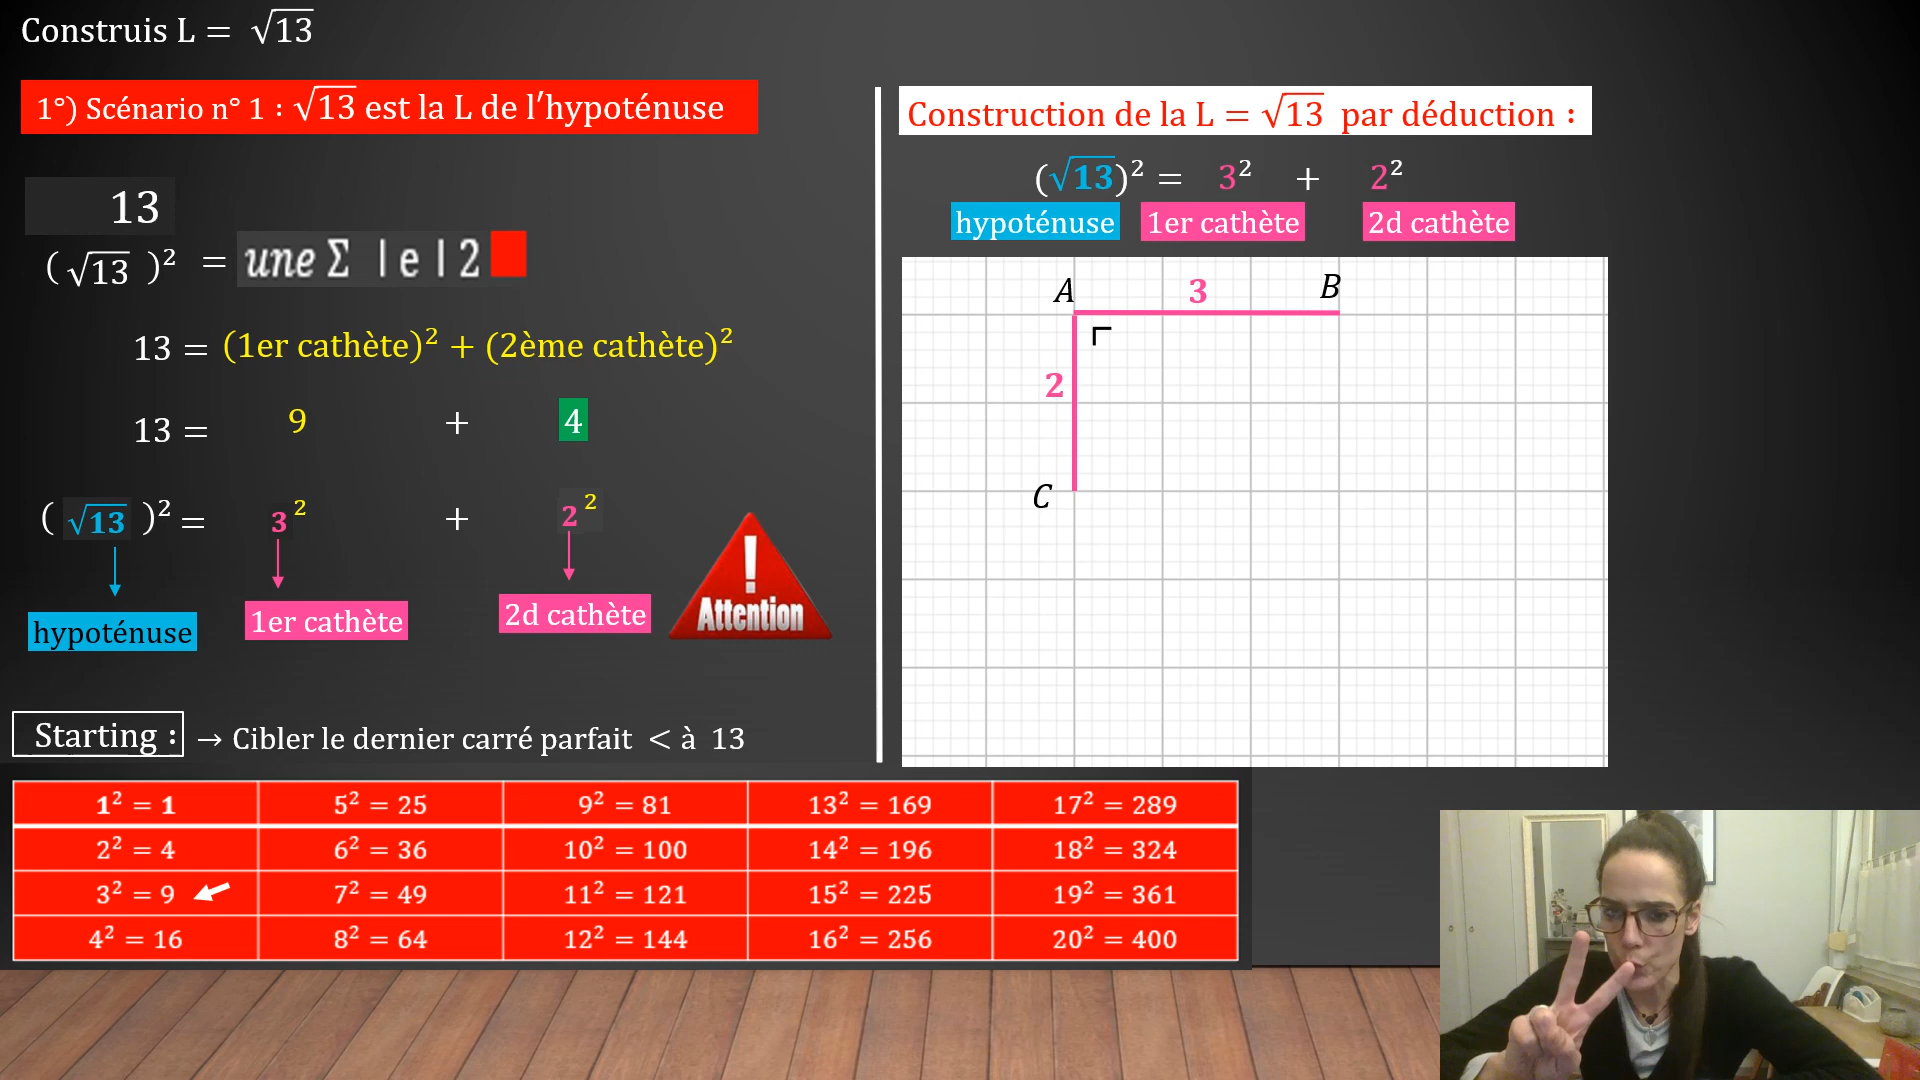 Construis L = √13
1°) Scénario n° 1 : √13 est la L de l'hypoténuse
13
( √13 )² = une Σ | e | 2
13 = (1er cathète)² + (2ème cathète)²
13 = 9 + 4
( √13 )² = 3² + 2²
hypoténuse 1er cathète 2d cathète
Attention
Starting : → Cibler le dernier carré parfait < à 13
1² = 1 5² = 25 9² = 81 13² = 169 17² = 289
2² = 4 6² = 36 10² = 100 14² = 196 18² = 324
3² = 9 7² = 49 11² = 121 15² = 225 19² = 361
4² = 16 8² = 64 12² = 144 16² = 256 20² = 400
Construction de la L = √13 par déduction :
(√13)² = 3² + 2²
hypoténuse 1er cathète 2d cathète
A 3 B
2
C